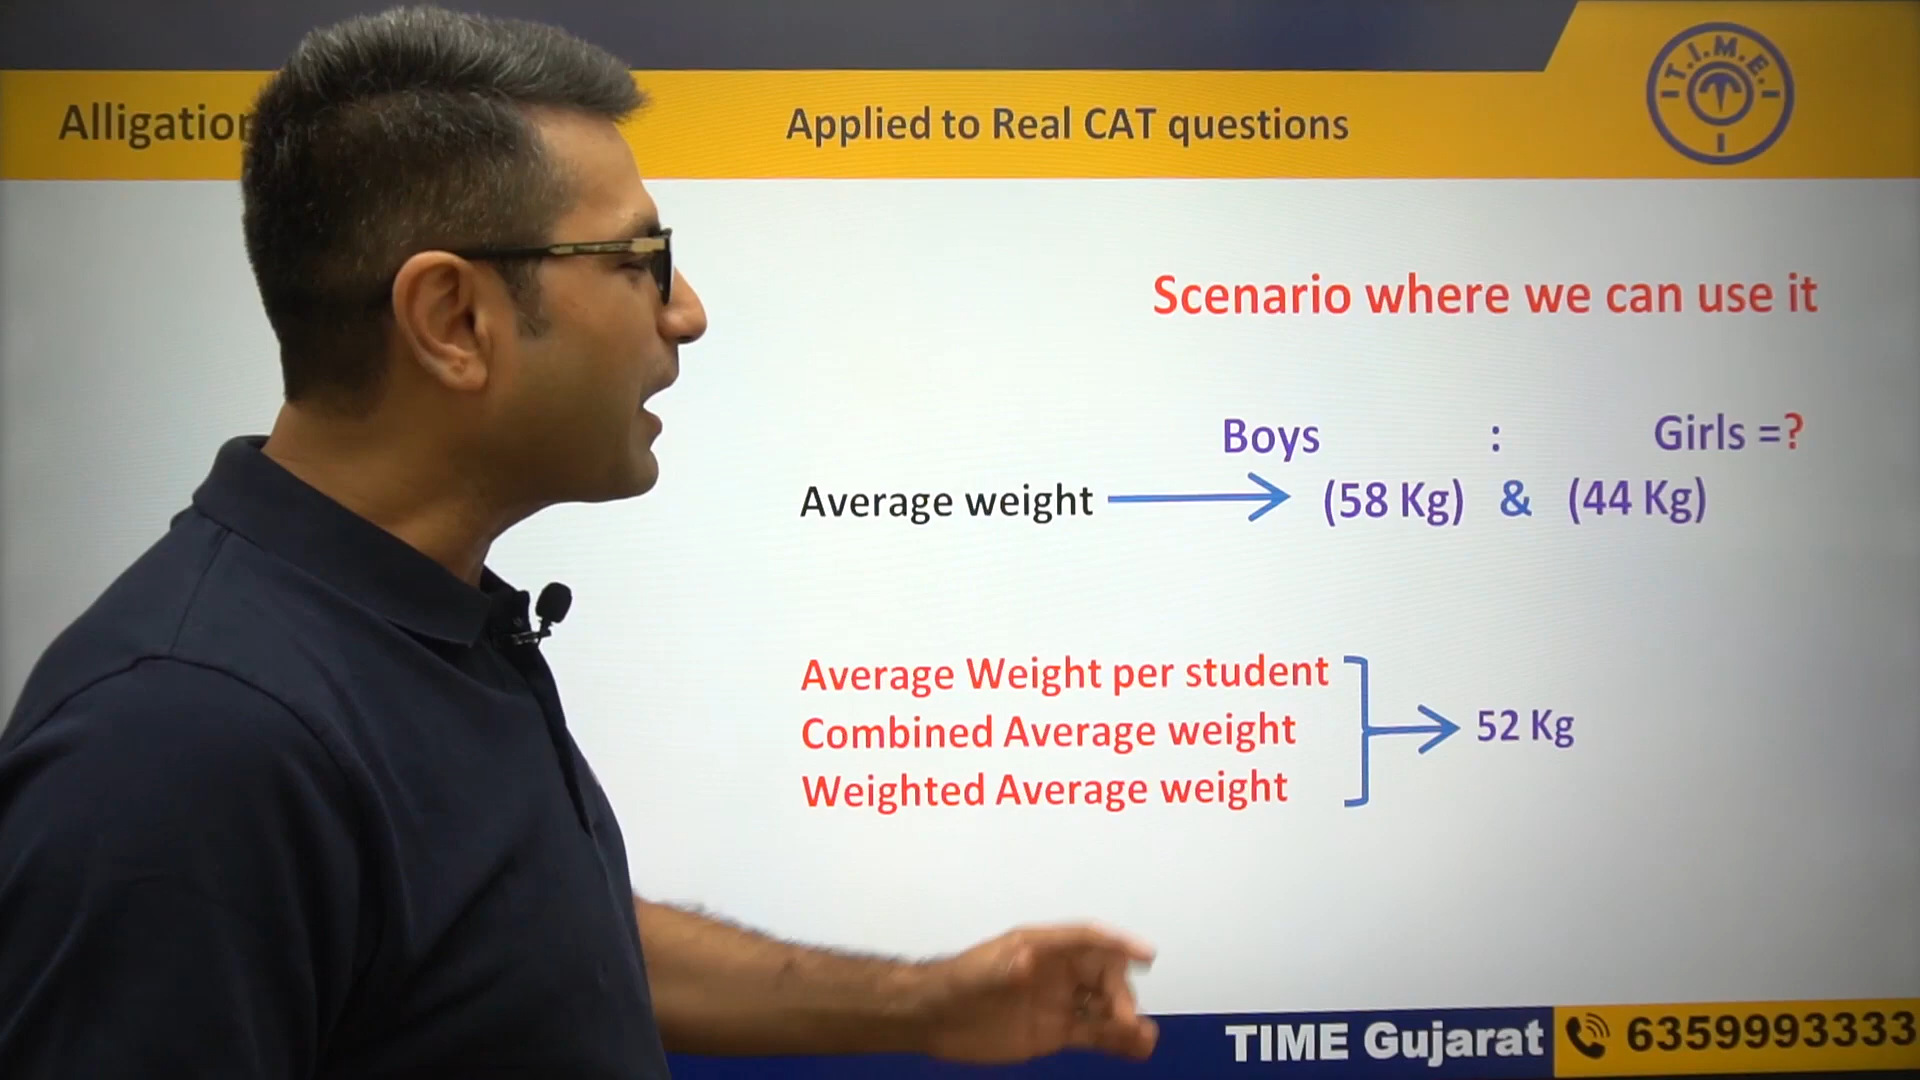 Alligation
Applied to Real CAT questions
T.I.M.E.
Scenario where we can use it
Boys : Girls =?
Average weight (58 Kg) & (44 Kg)
Average Weight per student
Combined Average weight
Weighted Average weight
52 Kg
TIME Gujarat 6359993333